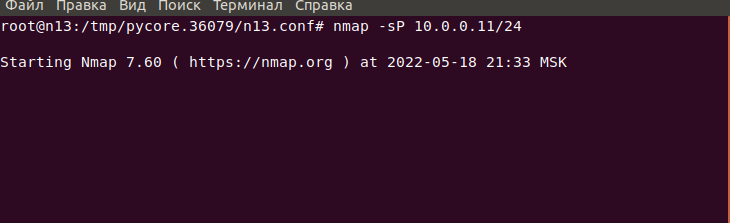 Файл Правка Вид Поиск Терминал Справка
root@n13:/tmp/pycore.36079/n13.conf# nmap -sP 10.0.0.11/24
Starting Nmap 7.60 ( https://nmap.org ) at 2022-05-18 21:33 MSK